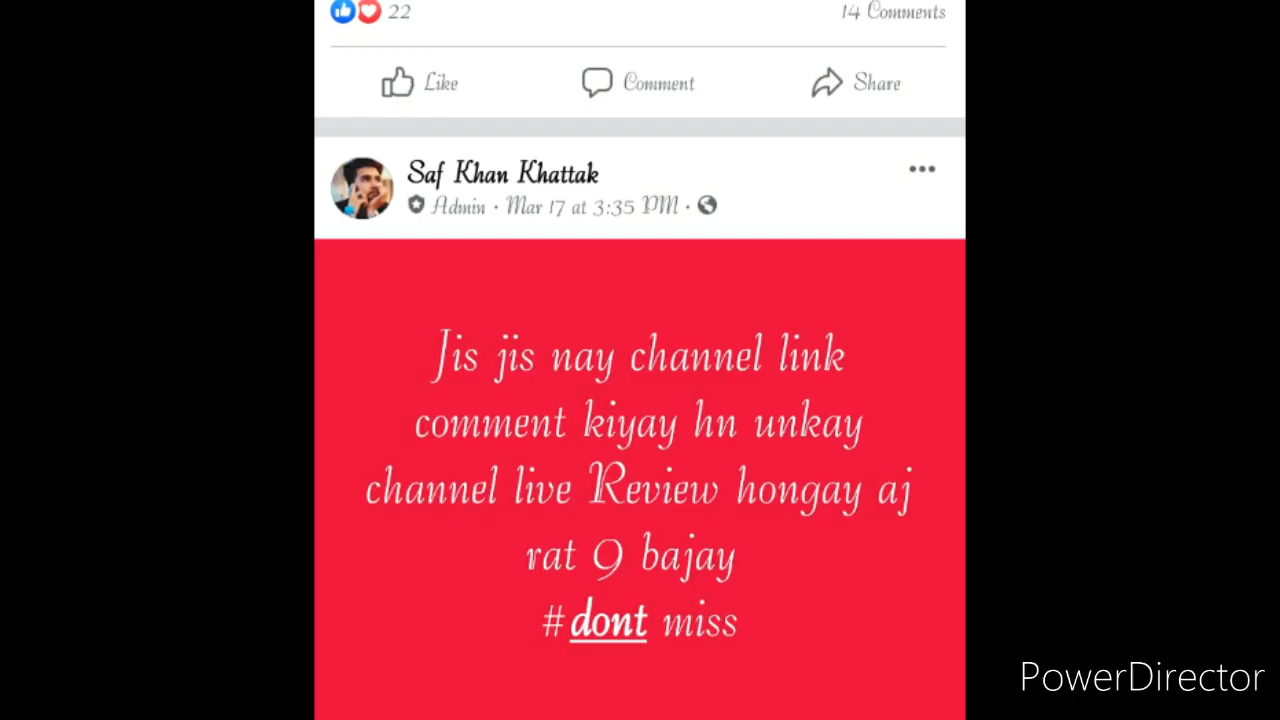 22 14 Comments
Like Comment Share
Saf Khan Khattak
Admin · Mar 17 at 3:35 PM ·
Jis jis nay channel link
comment kiyay hn unkay
channel live Review hongay aj
rat 9 bajay
#dont miss
PowerDirector